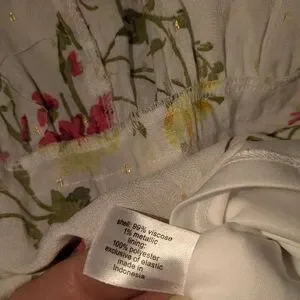 shell: 99% viscose
1% metallic
lining:
100% polyester
exclusive of elastic
made in
Indonesia